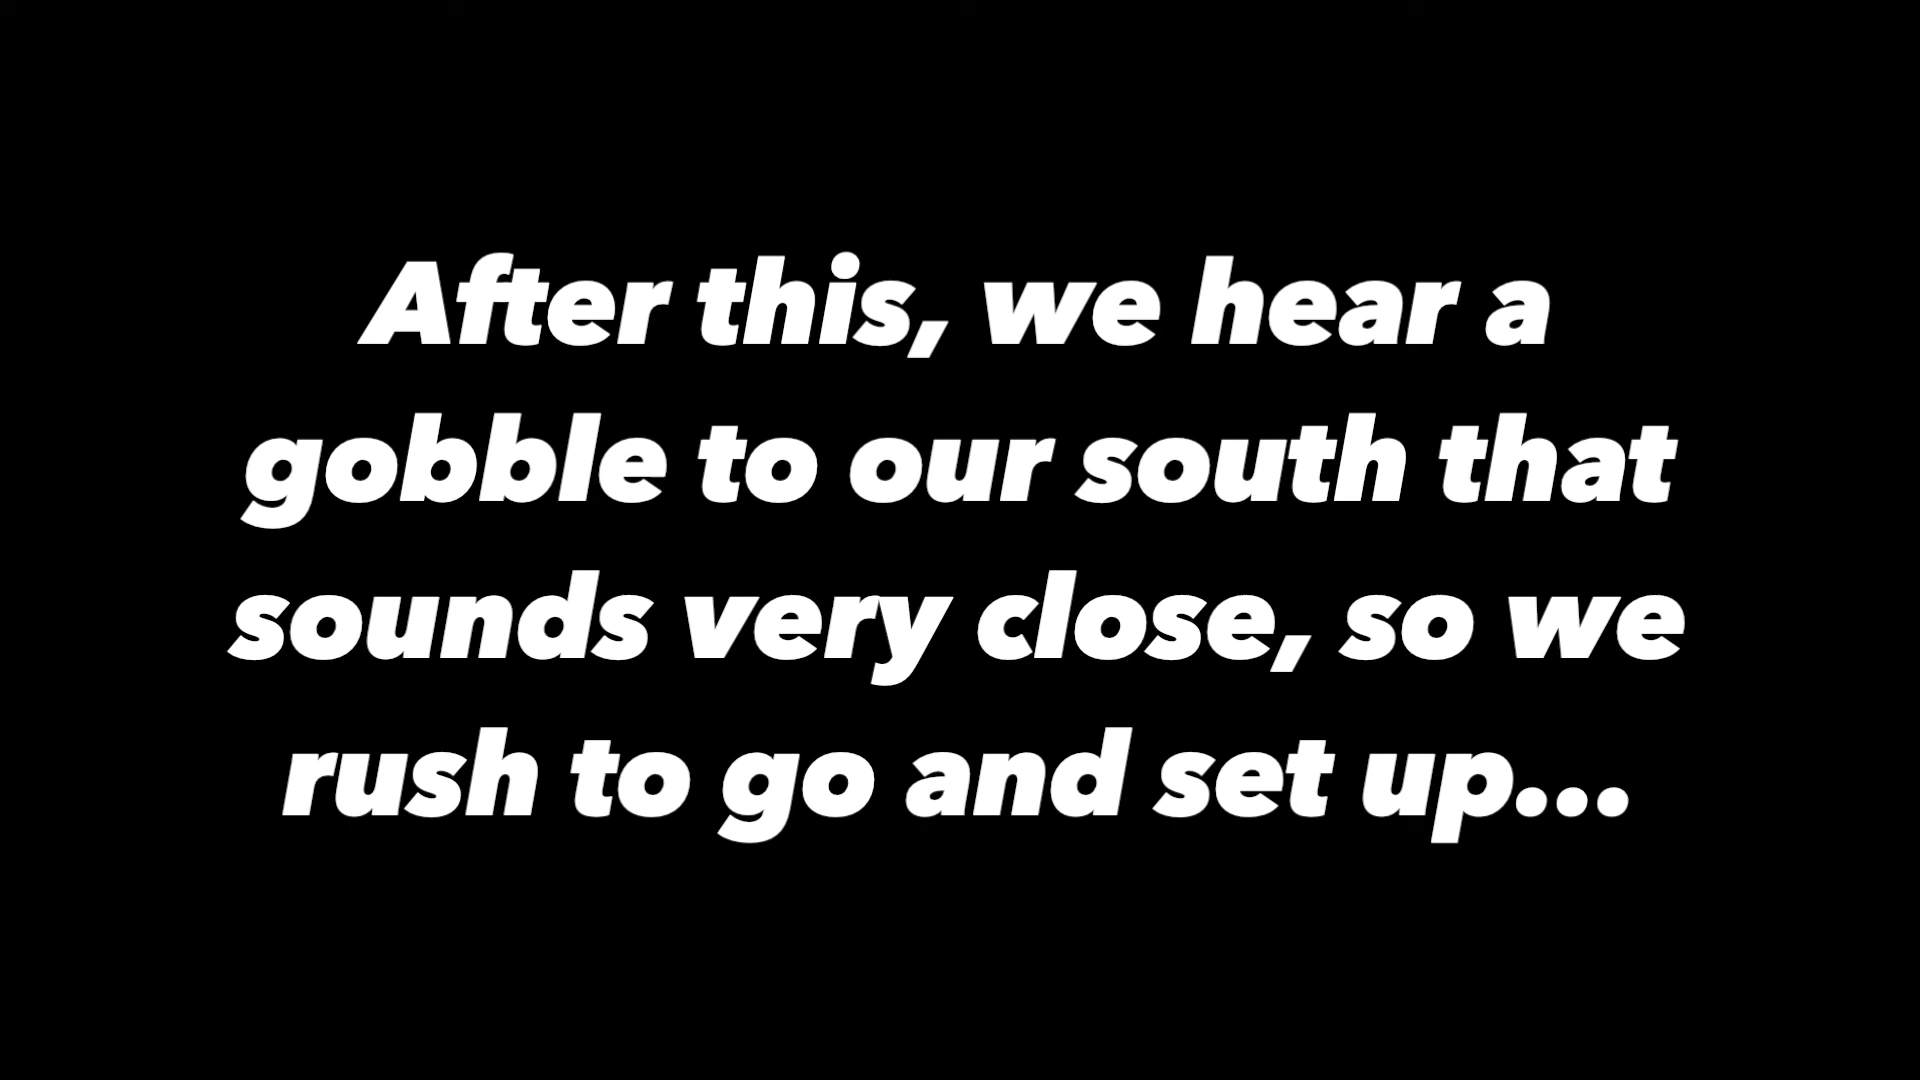 After this, we hear a
gobble to our south that
sounds very close, so we
rush to go and set up...